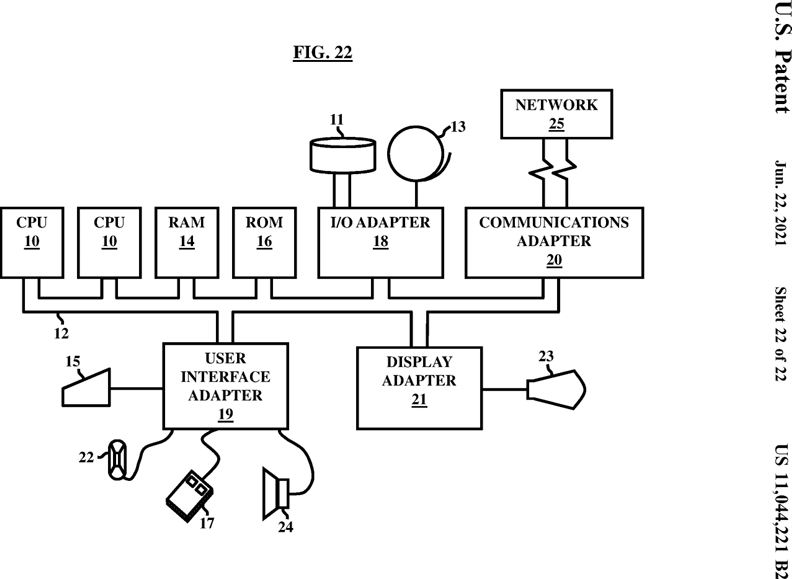 FIG. 22
11
13
NETWORK
25
CPU
10
CPU
10
RAM
14
ROM
16
I/O ADAPTER
18
COMMUNICATIONS
ADAPTER
20
12
15
USER
INTERFACE
ADAPTER
19
DISPLAY
ADAPTER
21
23
22
17
24
U.S. Patent
Jun. 22, 2021
Sheet 22 of 22
US 11,044,221 B2